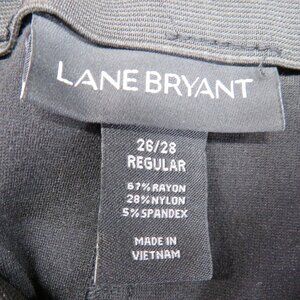 LANE BRYANT
26/28
REGULAR
67% RAYON
28% NYLON
5% SPANDEX
MADE IN
VIETNAM